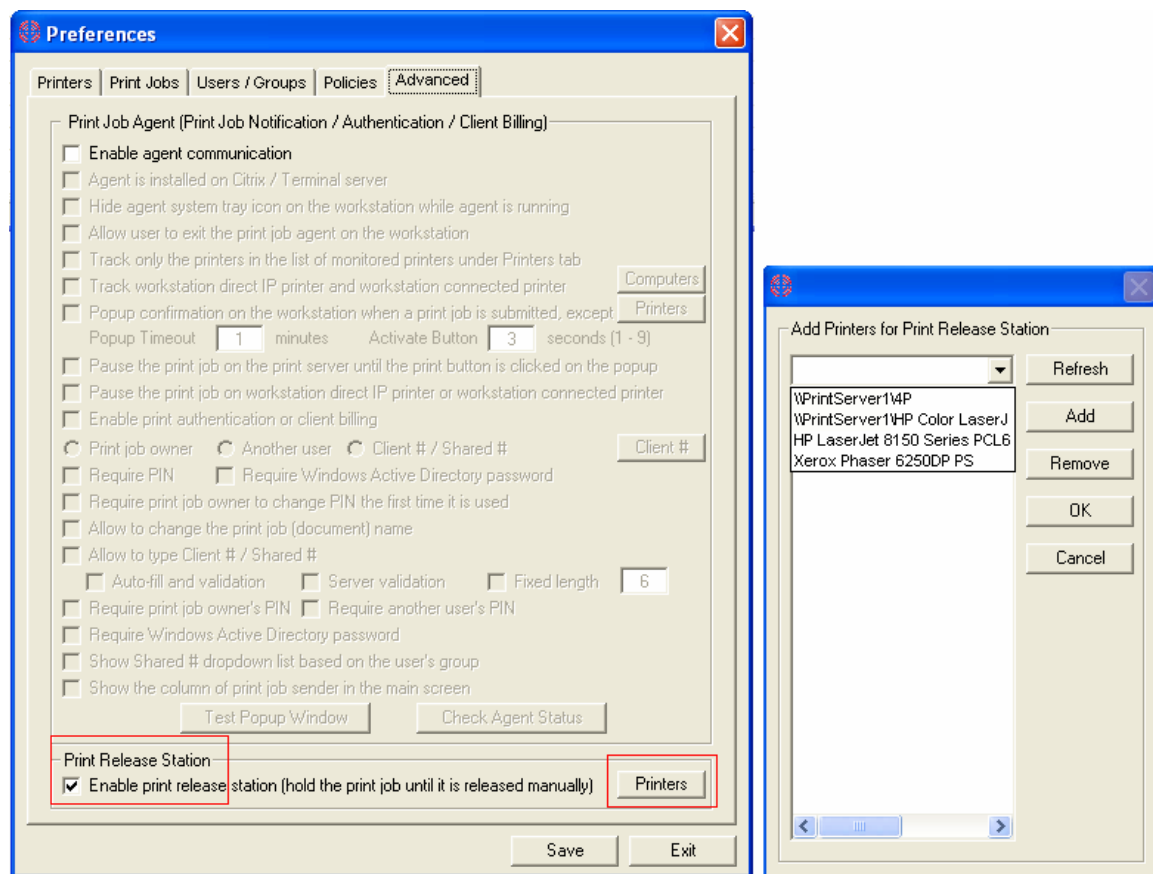 Preferences
Printers Print Jobs Users / Groups Policies Advanced
Print Job Agent (Print Job Notification / Authentication / Client Billing)
Enable agent communication
Agent is installed on Citrix / Terminal server
Hide agent system tray icon on the workstation while agent is running
Allow user to exit the print job agent on the workstation
Track only the printers in the list of monitored printers under Printers tab
Track workstation direct IP printer and workstation connected printer Computers
Popup confirmation on the workstation when a print job is submitted, except Printers
Popup Timeout 1 minutes Activate Button 3 seconds (1 - 9)
Pause the print job on the print server until the print button is clicked on the popup
Pause the print job on workstation direct IP printer or workstation connected printer
Enable print authentication or client billing
Print job owner Another user Client # / Shared # Client #
Require PIN Require Windows Active Directory password
Require print job owner to change PIN the first time it is used
Allow to change the print job (document) name
Allow to type Client # / Shared #
Auto-fill and validation Server validation Fixed length 6
Require print job owner's PIN Require another user's PIN
Require Windows Active Directory password
Show Shared # dropdown list based on the user's group
Show the column of print job sender in the main screen
Test Popup Window Check Agent Status
Print Release Station
Enable print release station (hold the print job until it is released manually) Printers
Save Exit
Add Printers for Print Release Station
Refresh
\\PrintServer1\4P
\\PrintServer1\HP Color LaserJ
Add
HP LaserJet 8150 Series PCL6
Xerox Phaser 6250DP PS
Remove
OK
Cancel